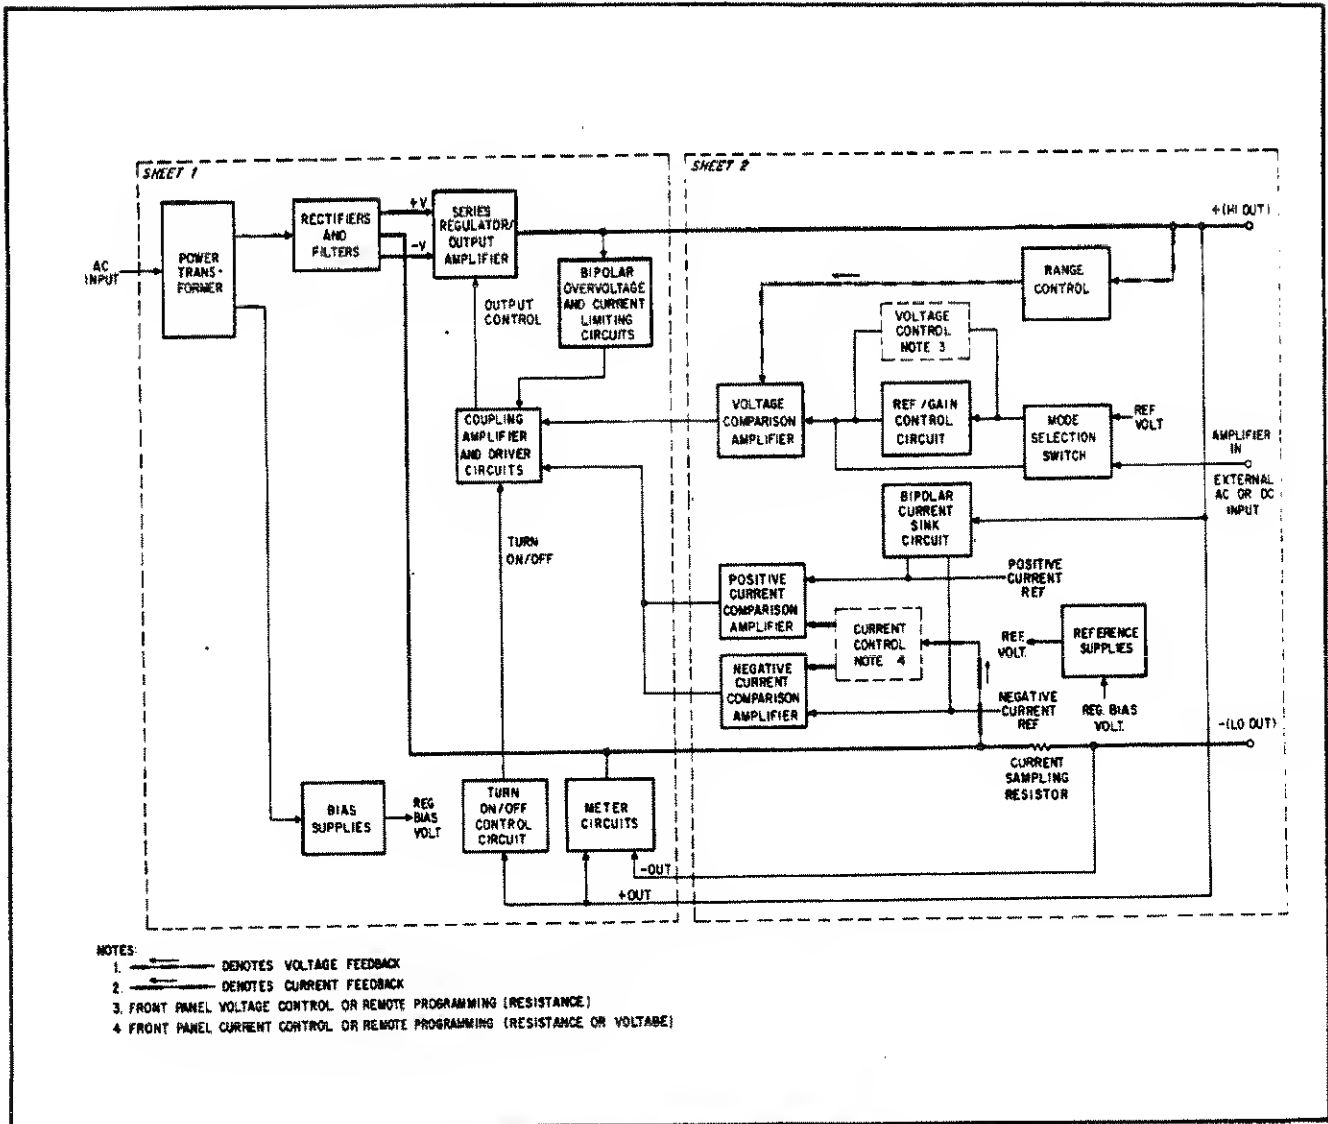 SHEET 1
SHEET 2
AC
INPUT
POWER
TRANS-
FORMER
RECTIFIERS
AND
FILTERS
+V
-V
SERIES
REGULATOR/
OUTPUT
AMPLIFIER
OUTPUT
CONTROL
BIPOLAR
OVERVOLTAGE
AND CURRENT
LIMITING
CIRCUITS
COUPLING
AMPLIFIER
AND DRIVER
CIRCUITS
TURN
ON/OFF
BIAS
SUPPLIES
REG
BIAS
VOLT
TURN
ON/OFF
CONTROL
CIRCUIT
METER
CIRCUITS
-OUT
+OUT
+(HI OUT)
RANGE
CONTROL
VOLTAGE
CONTROL
NOTE 3
VOLTAGE
COMPARISON
AMPLIFIER
REF/GAIN
CONTROL
CIRCUIT
MODE
SELECTION
SWITCH
REF
VOLT
AMPLIFIER
IN
EXTERNAL
AC OR DC
INPUT
BIPOLAR
CURRENT
SINK
CIRCUIT
POSITIVE
CURRENT
COMPARISON
AMPLIFIER
POSITIVE
CURRENT
REF
CURRENT
CONTROL
NOTE 4
REF.
VOLT.
REFERENCE
SUPPLIES
NEGATIVE
CURRENT
COMPARISON
AMPLIFIER
NEGATIVE
CURRENT
REF
REG. BIAS
VOLT.
-(LO OUT)
CURRENT
SAMPLING
RESISTOR
NOTES:
1. DENOTES VOLTAGE FEEDBACK
2. DENOTES CURRENT FEEDBACK
3. FRONT PANEL VOLTAGE CONTROL OR REMOTE PROGRAMMING (RESISTANCE)
4 FRONT PANEL CURRENT CONTROL OR REMOTE PROGRAMMING (RESISTANCE OR VOLTAGE)